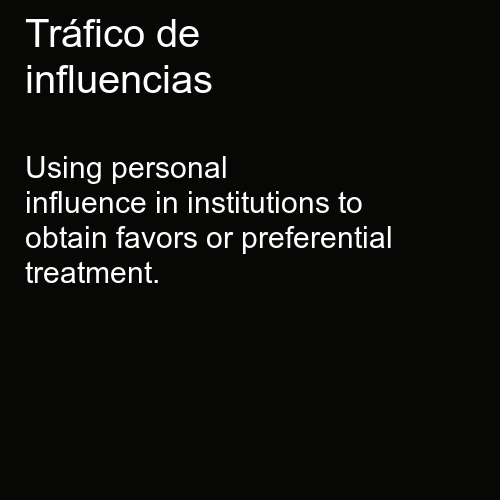 Tráfico de
influencias
Using personal
influence in institutions to
obtain favors or preferential
treatment.